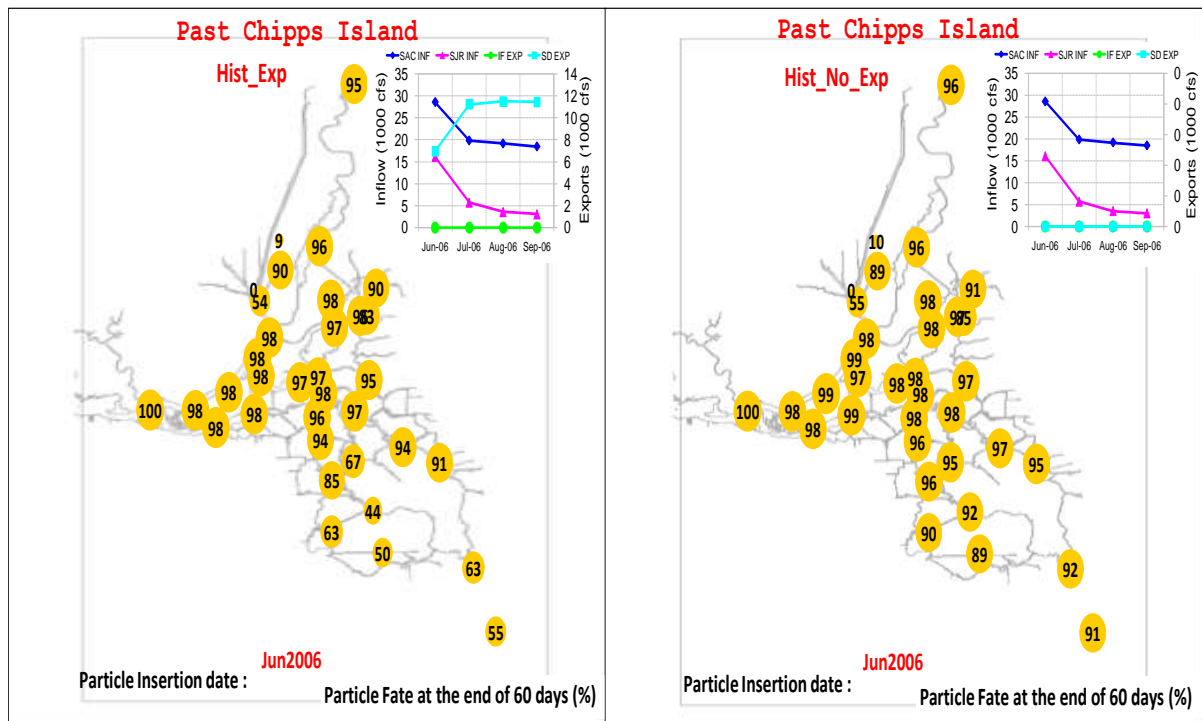 Past Chipps Island
SAC INF SJR INF IF EXP SD EXP
Hist_Exp
35 30 25 20 15 10 5 0
Inflow (1000 cfs)
14 12 10 8 6 4 2 0
Exports (1000 cfs)
Jun-06 Jul-06 Aug-06 Sep-06
95
9 96
90
0 54 98 90
97 83
98
98
98 97 97 95
98 98
100 98 98 96 97
98 94 94
67 91
85
44
63
50
63
55
Jun2006
Particle Insertion date :
Particle Fate at the end of 60 days (%)
Past Chipps Island
SAC INF SJR INF IF EXP SD EXP
Hist_No_Exp
35 30 25 20 15 10 5 0
Inflow (1000 cfs)
0 0 0 0 0 0
Exports (1000 cfs)
Jun-06 Jul-06 Aug-06 Sep-06
96
10 96
89
0 55 98 91
98
98
99
97 98 98 97
99 98
100 98 99 98 98
98 96 97
95 95
96
92
90
89
92
91
Jun2006
Particle Insertion date :
Particle Fate at the end of 60 days (%)